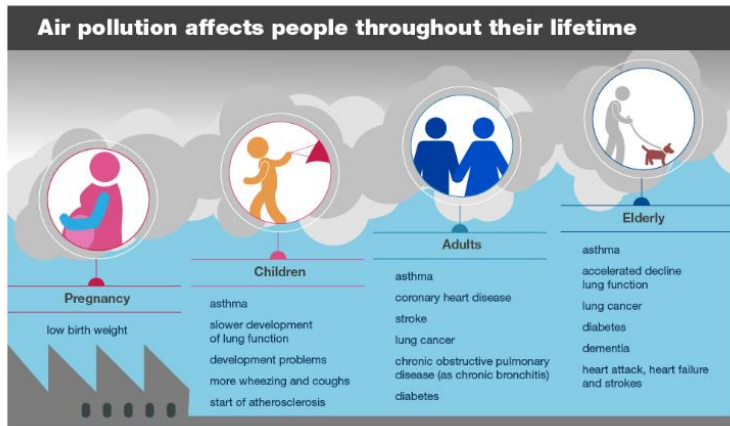 Air pollution affects people throughout their lifetime
Pregnancy
low birth weight
Children
asthma
slower development
of lung function
development problems
more wheezing and coughs
start of atherosclerosis
Adults
asthma
coronary heart disease
stroke
lung cancer
chronic obstructive pulmonary
disease (as chronic bronchitis)
diabetes
Elderly
asthma
accelerated decline
lung function
lung cancer
diabetes
dementia
heart attack, heart failure
and strokes